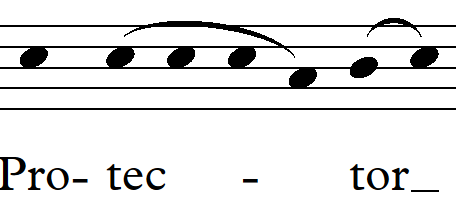 Pro- tec - tor_